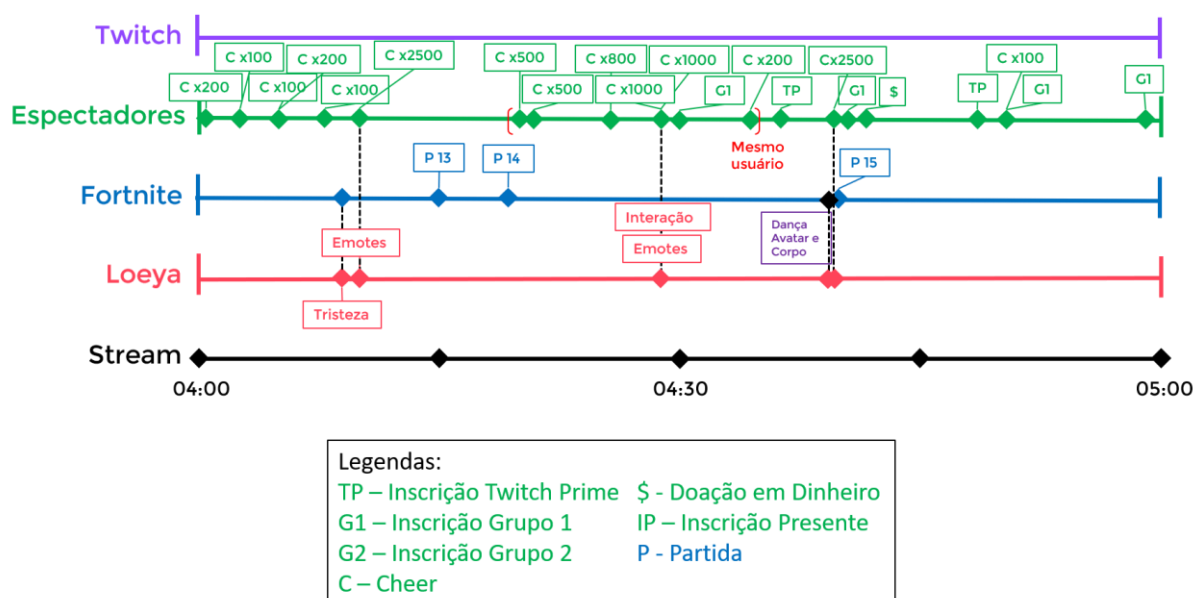 Twitch
C x100
C x200
C x2500
C x500
C x800
C x1000
C x200
Cx2500
C x100
C x200
C x100
C x100
C x500
C x1000
G1
TP
G1
$
TP
G1
G1
Espectadores
Mesmo
usuário
P 13
P 14
P 15
Fortnite
Interação
Dança
Avatar e
Corpo
Emotes
Emotes
Loeya
Tristeza
Stream
04:00
04:30
05:00
Legendas:
TP – Inscrição Twitch Prime $ - Doação em Dinheiro
G1 – Inscrição Grupo 1 IP – Inscrição Presente
G2 – Inscrição Grupo 2 P - Partida
C – Cheer